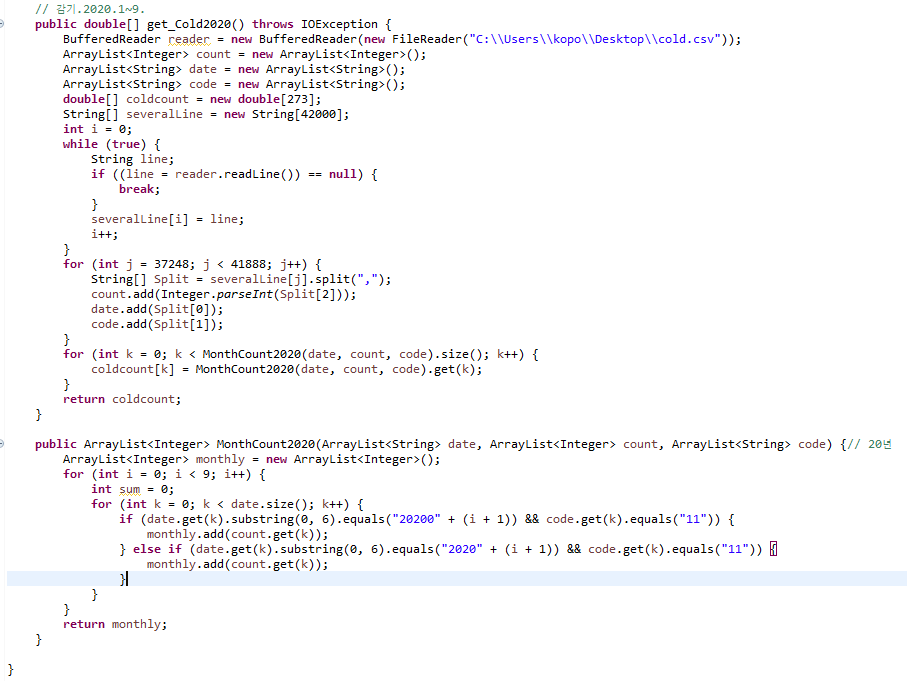 // 감기.2020.1~9.
public double[] get_Cold2020() throws IOException {
BufferedReader reader = new BufferedReader(new FileReader("C:\\Users\\kopo\\Desktop\\cold.csv"));
ArrayList<Integer> count = new ArrayList<Integer>();
ArrayList<String> date = new ArrayList<String>();
ArrayList<String> code = new ArrayList<String>();
double[] coldcount = new double[273];
String[] severalLine = new String[42000];
int i = 0;
while (true) {
String line;
if ((line = reader.readLine()) == null) {
break;
}
severalLine[i] = line;
i++;
}
for (int j = 37248; j < 41888; j++) {
String[] Split = severalLine[j].split(",");
count.add(Integer.parseInt(Split[2]));
date.add(Split[0]);
code.add(Split[1]);
}
for (int k = 0; k < MonthCount2020(date, count, code).size(); k++) {
coldcount[k] = MonthCount2020(date, count, code).get(k);
}
return coldcount;
}
public ArrayList<Integer> MonthCount2020(ArrayList<String> date, ArrayList<Integer> count, ArrayList<String> code) {// 20년
ArrayList<Integer> monthly = new ArrayList<Integer>();
for (int i = 0; i < 9; i++) {
int sum = 0;
for (int k = 0; k < date.size(); k++) {
if (date.get(k).substring(0, 6).equals("20200" + (i + 1)) && code.get(k).equals("11")) {
monthly.add(count.get(k));
} else if (date.get(k).substring(0, 6).equals("2020" + (i + 1)) && code.get(k).equals("11")) {
monthly.add(count.get(k));
}
}
}
return monthly;
}
}